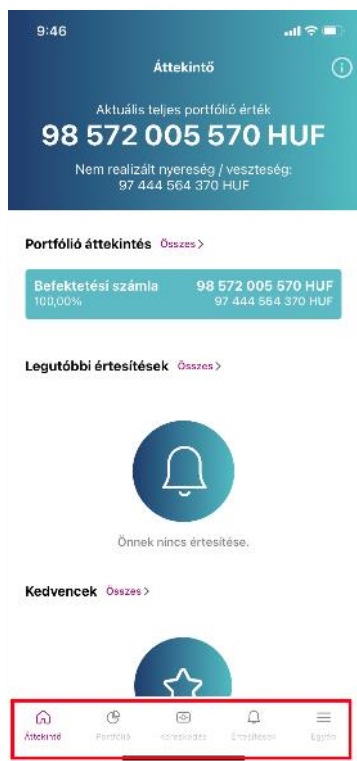 9:46
Áttekintő
Aktuális teljes portfólió érték
98 572 005 570 HUF
Nem realizált nyereség / veszteség:
97 444 564 370 HUF
Portfólió áttekintés Összes >
Befektetési számla 98 572 005 570 HUF
100,00% 97 444 564 370 HUF
Legutóbbi értesítések Összes >
Önnek nincs értesítése.
Kedvencek Összes >
Áttekintő Portfólió Kereskedés Értesítések Egyéb